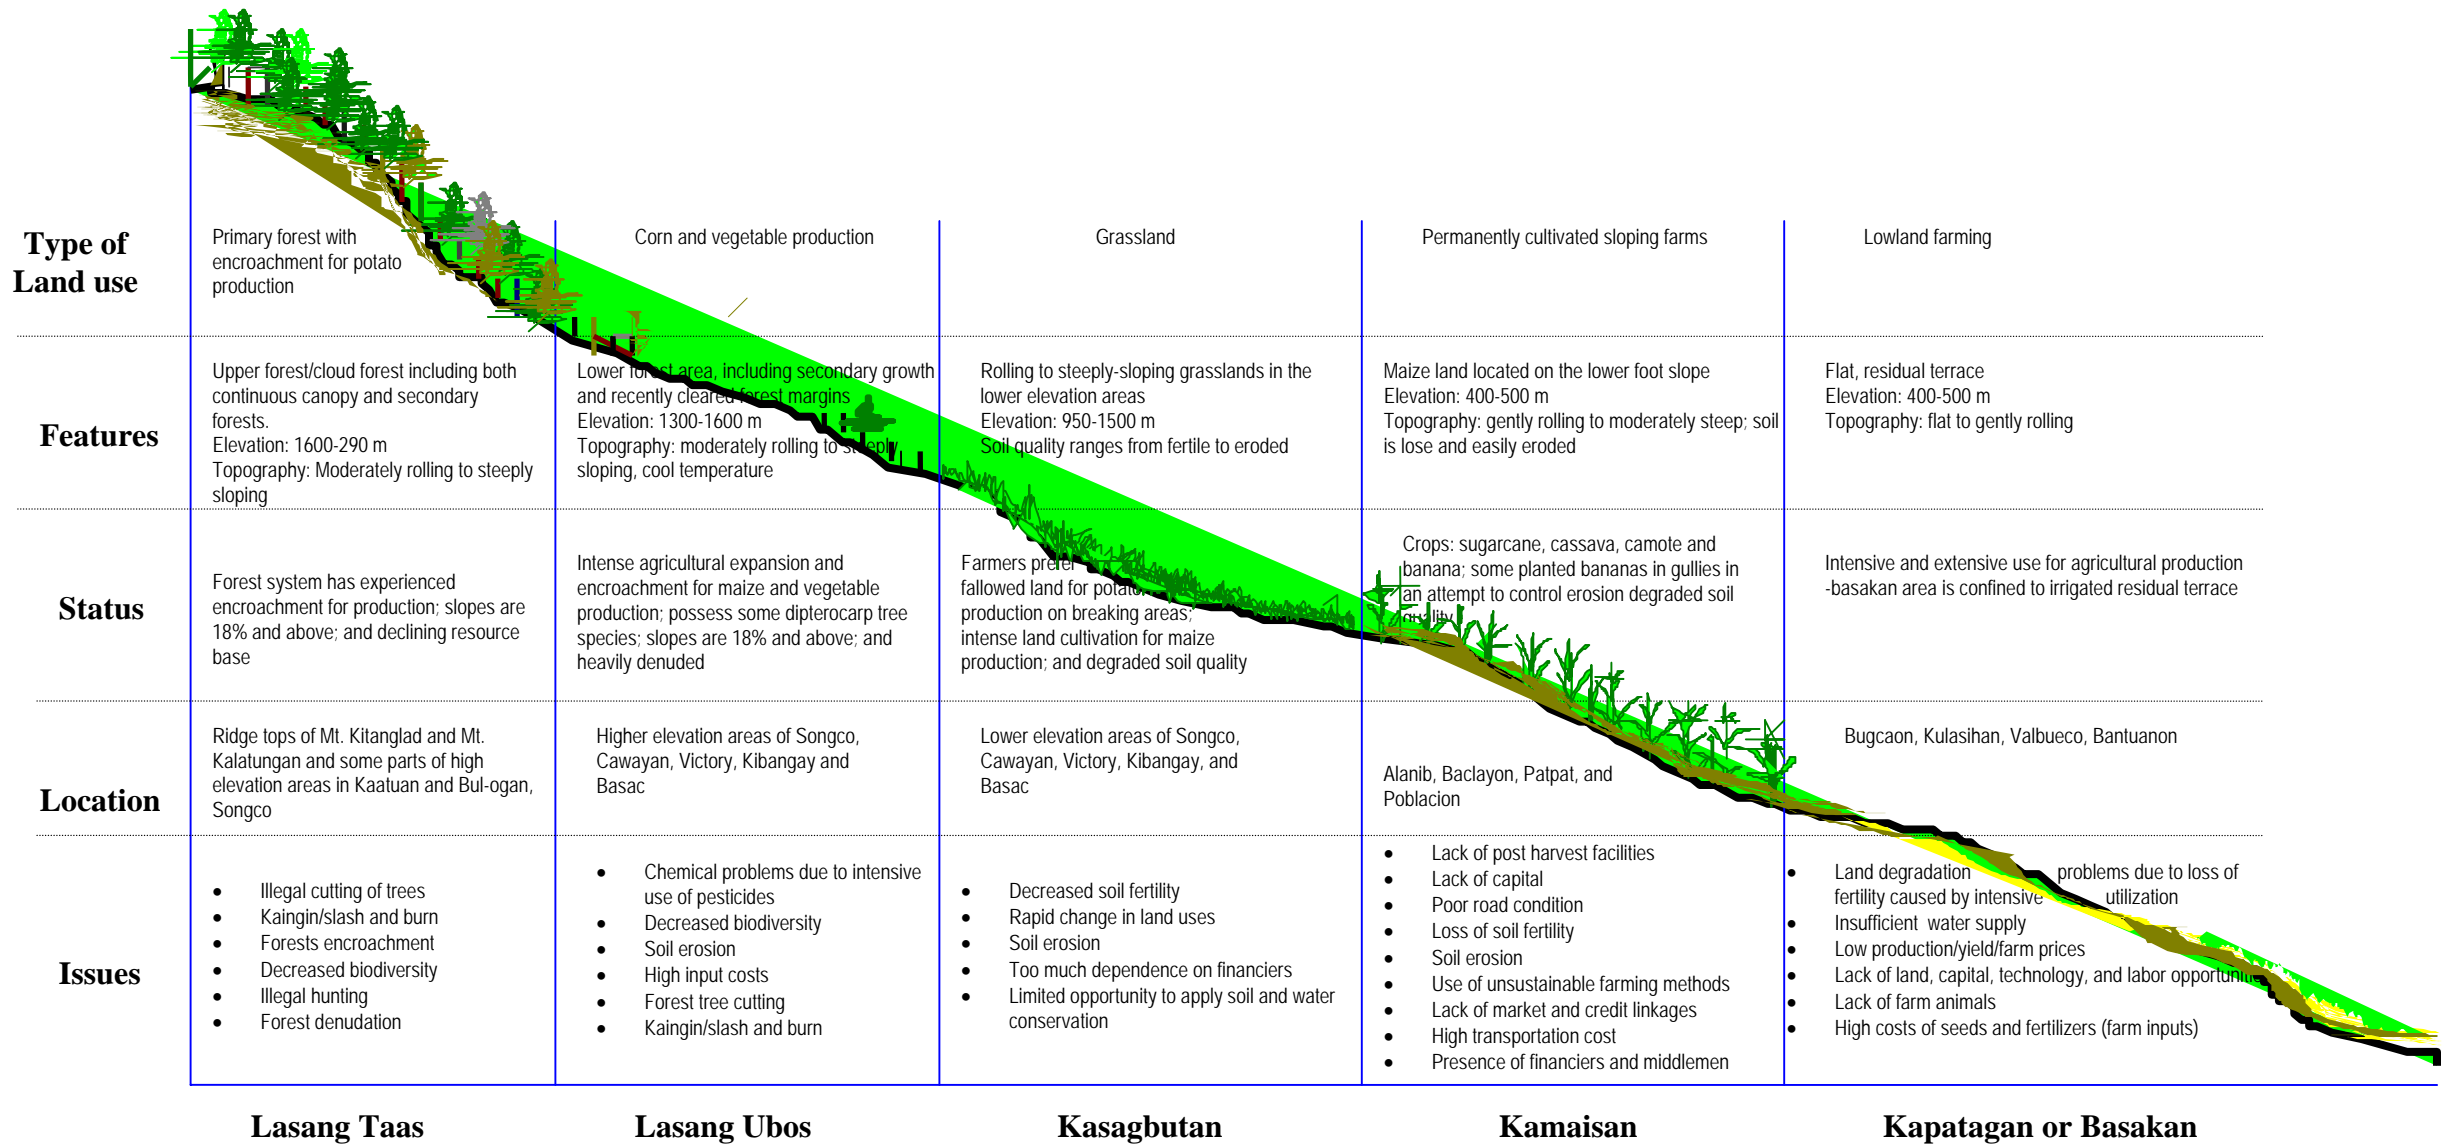 Type of
Land use
Primary forest with
encroachment for potato
production
Corn and vegetable production
Grassland
Permanently cultivated sloping farms
Lowland farming
Features
Upper forest/cloud forest including both
continuous canopy and secondary
forests.
Elevation: 1600-290 m
Topography: Moderately rolling to steeply
sloping
Lower forest area, including secondary growth
and recently cleared forest margins
Elevation: 1300-1600 m
Topography: moderately rolling to steeply
sloping, cool temperature
Rolling to steeply-sloping grasslands in the
lower elevation areas
Elevation: 950-1500 m
Soil quality ranges from fertile to eroded
Maize land located on the lower foot slope
Elevation: 400-500 m
Topography: gently rolling to moderately steep; soil
is lose and easily eroded
Flat, residual terrace
Elevation: 400-500 m
Topography: flat to gently rolling
Status
Forest system has experienced
encroachment for production; slopes are
18% and above; and declining resource
base
Intense agricultural expansion and
encroachment for maize and vegetable
production; possess some dipterocarp tree
species; slopes are 18% and above; and
heavily denuded
Farmers prefer
fallowed land for potato
production on breaking areas;
intense land cultivation for maize
production; and degraded soil quality
Crops: sugarcane, cassava, camote and
banana; some planted bananas in gullies in
an attempt to control erosion degraded soil
quality
Intensive and extensive use for agricultural production
-basakan area is confined to irrigated residual terrace
Location
Ridge tops of Mt. Kitanglad and Mt.
Kalatungan and some parts of high
elevation areas in Kaatuan and Bul-ogan,
Songco
Higher elevation areas of Songco,
Cawayan, Victory, Kibangay and
Basac
Lower elevation areas of Songco,
Cawayan, Victory, Kibangay, and
Basac
Alanib, Baclayon, Patpat, and
Poblacion
Bugcaon, Kulasihan, Valbueco, Bantuanon
Issues
• Illegal cutting of trees
• Kaingin/slash and burn
• Forests encroachment
• Decreased biodiversity
• Illegal hunting
• Forest denudation
• Chemical problems due to intensive
use of pesticides
• Decreased biodiversity
• Soil erosion
• High input costs
• Forest tree cutting
• Kaingin/slash and burn
• Decreased soil fertility
• Rapid change in land uses
• Soil erosion
• Too much dependence on financiers
• Limited opportunity to apply soil and water
conservation
• Lack of post harvest facilities
• Lack of capital
• Poor road condition
• Loss of soil fertility
• Soil erosion
• Use of unsustainable farming methods
• Lack of market and credit linkages
• High transportation cost
• Presence of financiers and middlemen
• Land degradation problems due to loss of
fertility caused by intensive utilization
• Insufficient water supply
• Low production/yield/farm prices
• Lack of land, capital, technology, and labor opportunities
• Lack of farm animals
• High costs of seeds and fertilizers (farm inputs)
Lasang Taas
Lasang Ubos
Kasagbutan
Kamaisan
Kapatagan or Basakan